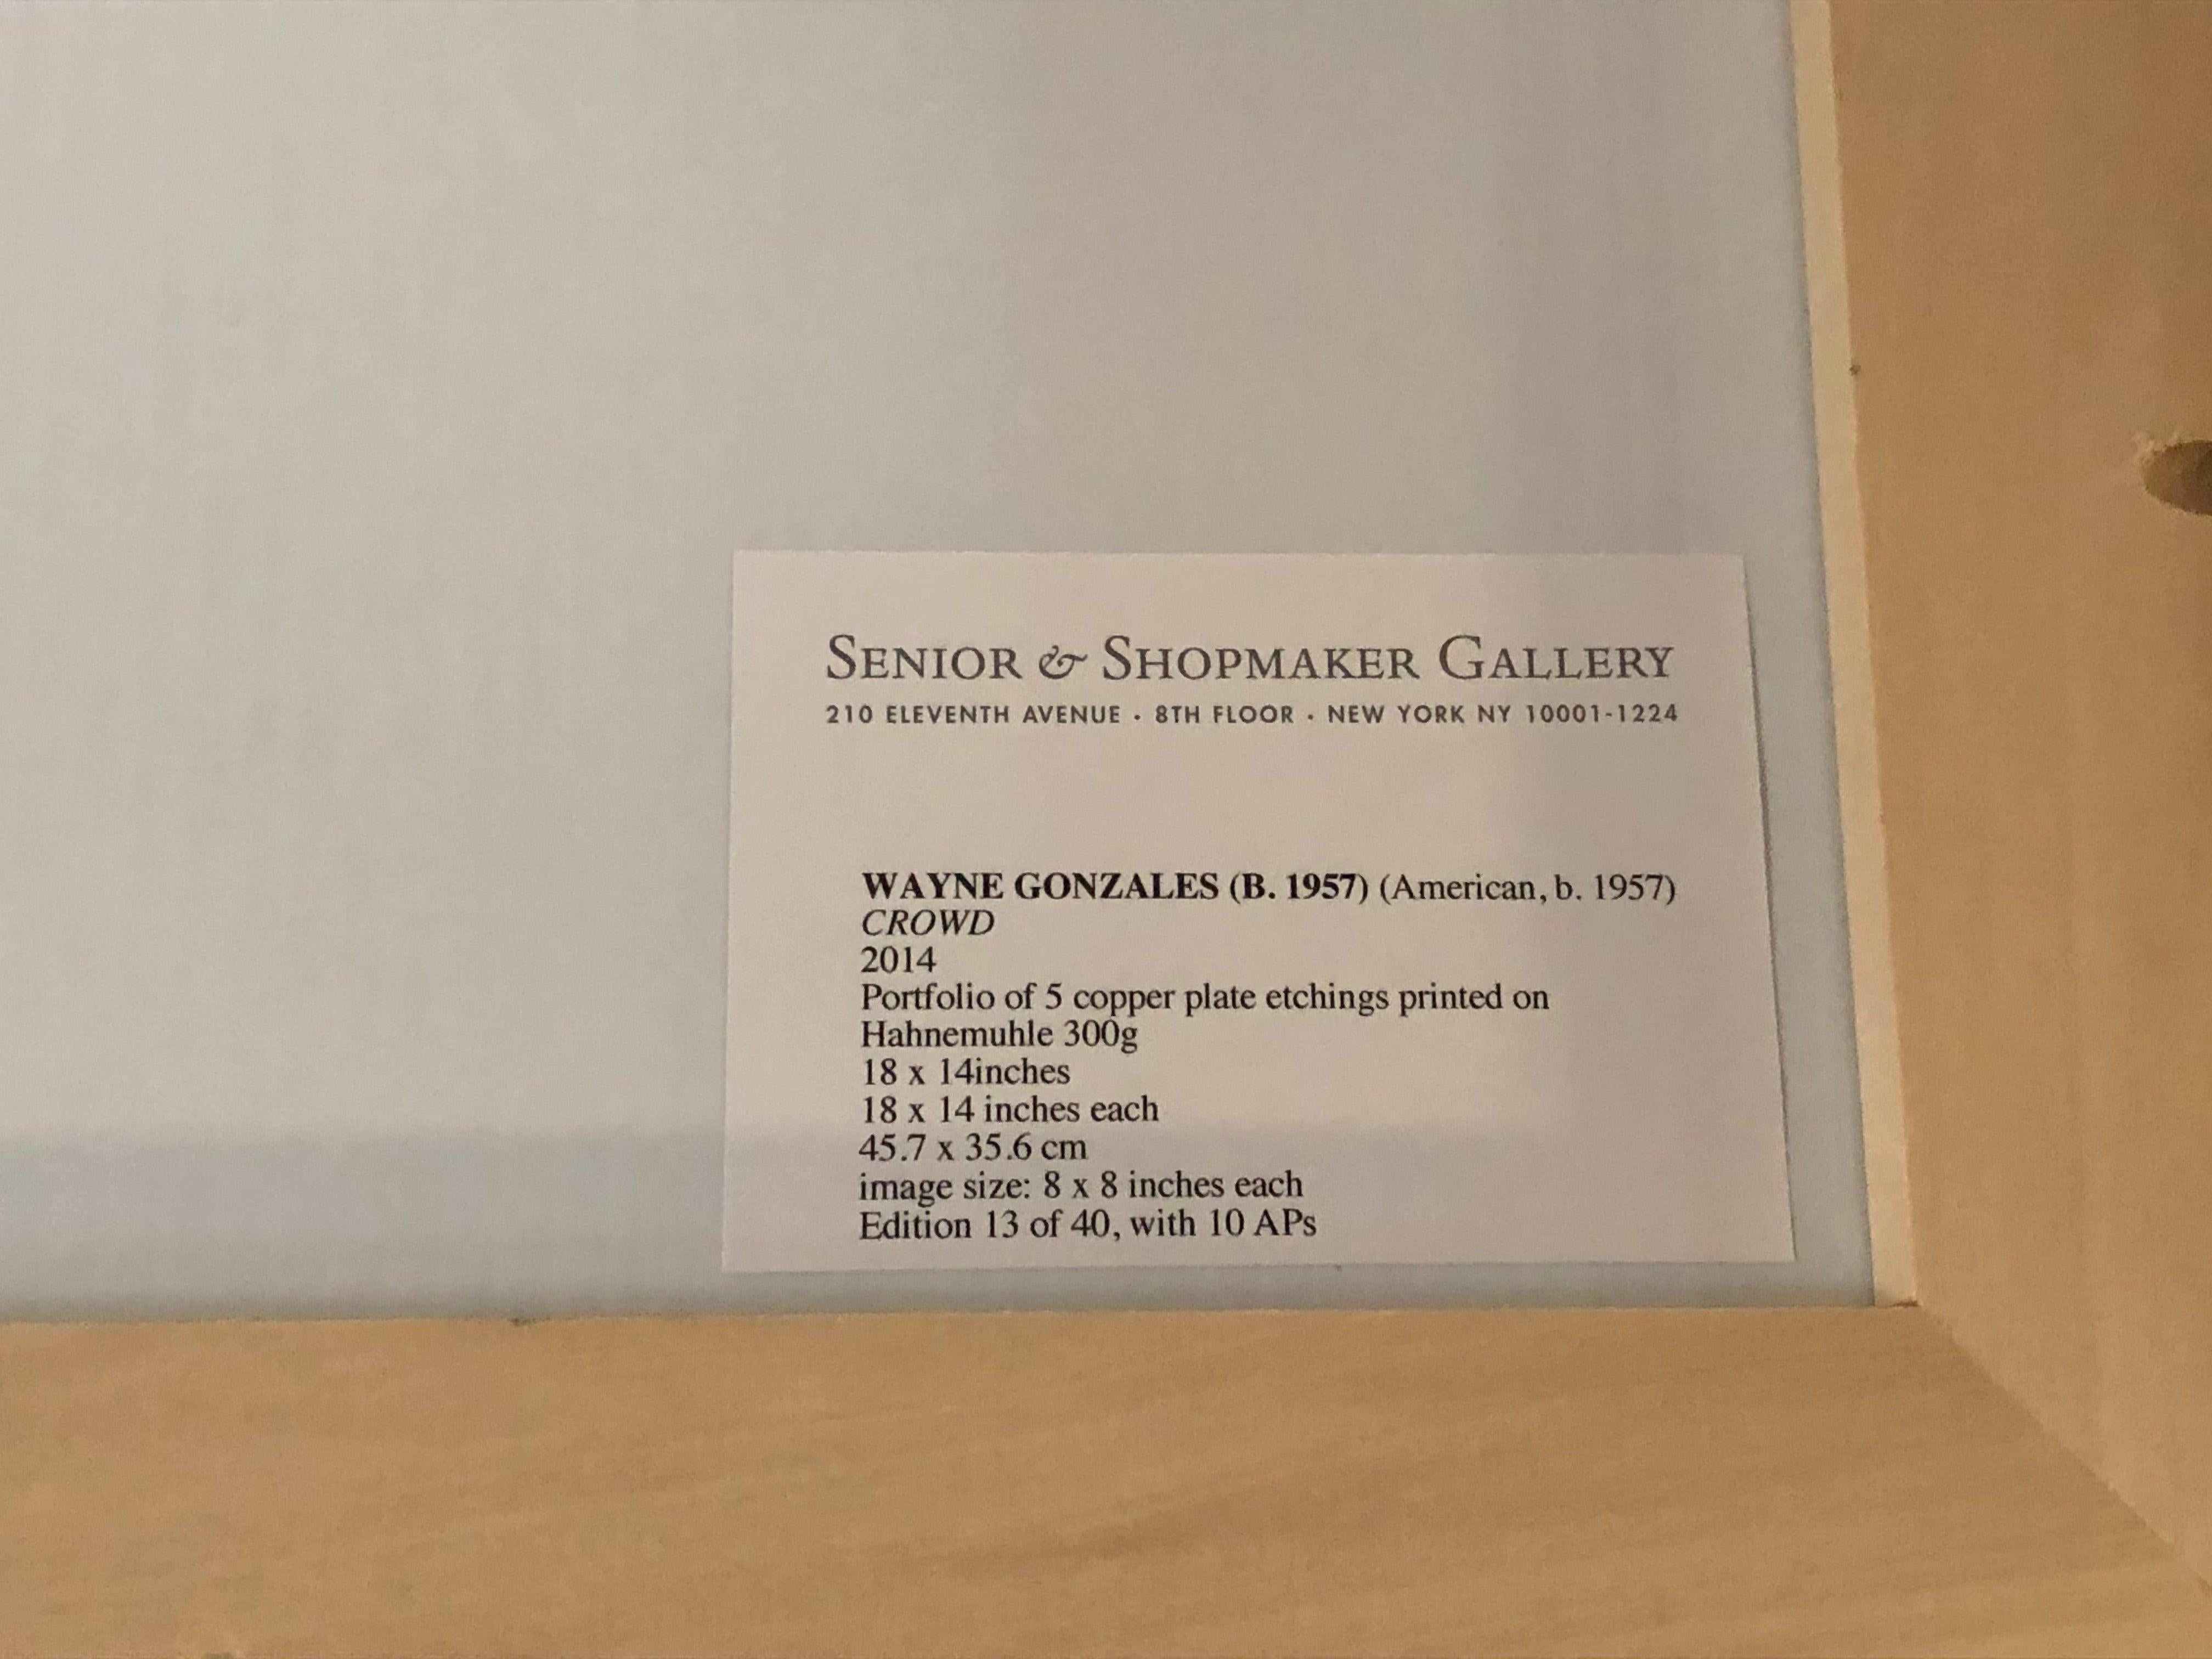 SENIOR & SHOPMAKER GALLERY
210 ELEVENTH AVENUE · 8TH FLOOR · NEW YORK NY 10001-1224
WAYNE GONZALES (B. 1957) (American, b. 1957)
CROWD
2014
Portfolio of 5 copper plate etchings printed on
Hahnemuhle 300g
18 x 14inches
18 x 14 inches each
45.7 x 35.6 cm
image size: 8 x 8 inches each
Edition 13 of 40, with 10 APs